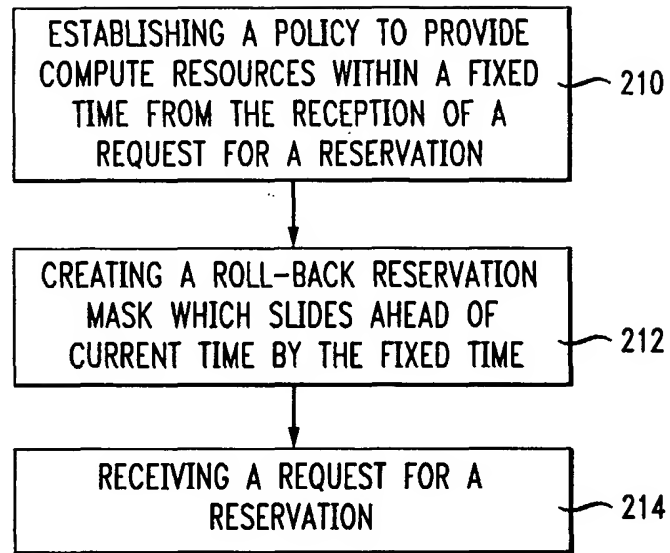 ESTABLISHING A POLICY TO PROVIDE
COMPUTE RESOURCES WITHIN A FIXED
TIME FROM THE RECEPTION OF A
REQUEST FOR A RESERVATION
210
CREATING A ROLL-BACK RESERVATION
MASK WHICH SLIDES AHEAD OF
CURRENT TIME BY THE FIXED TIME
212
RECEIVING A REQUEST FOR A
RESERVATION
214